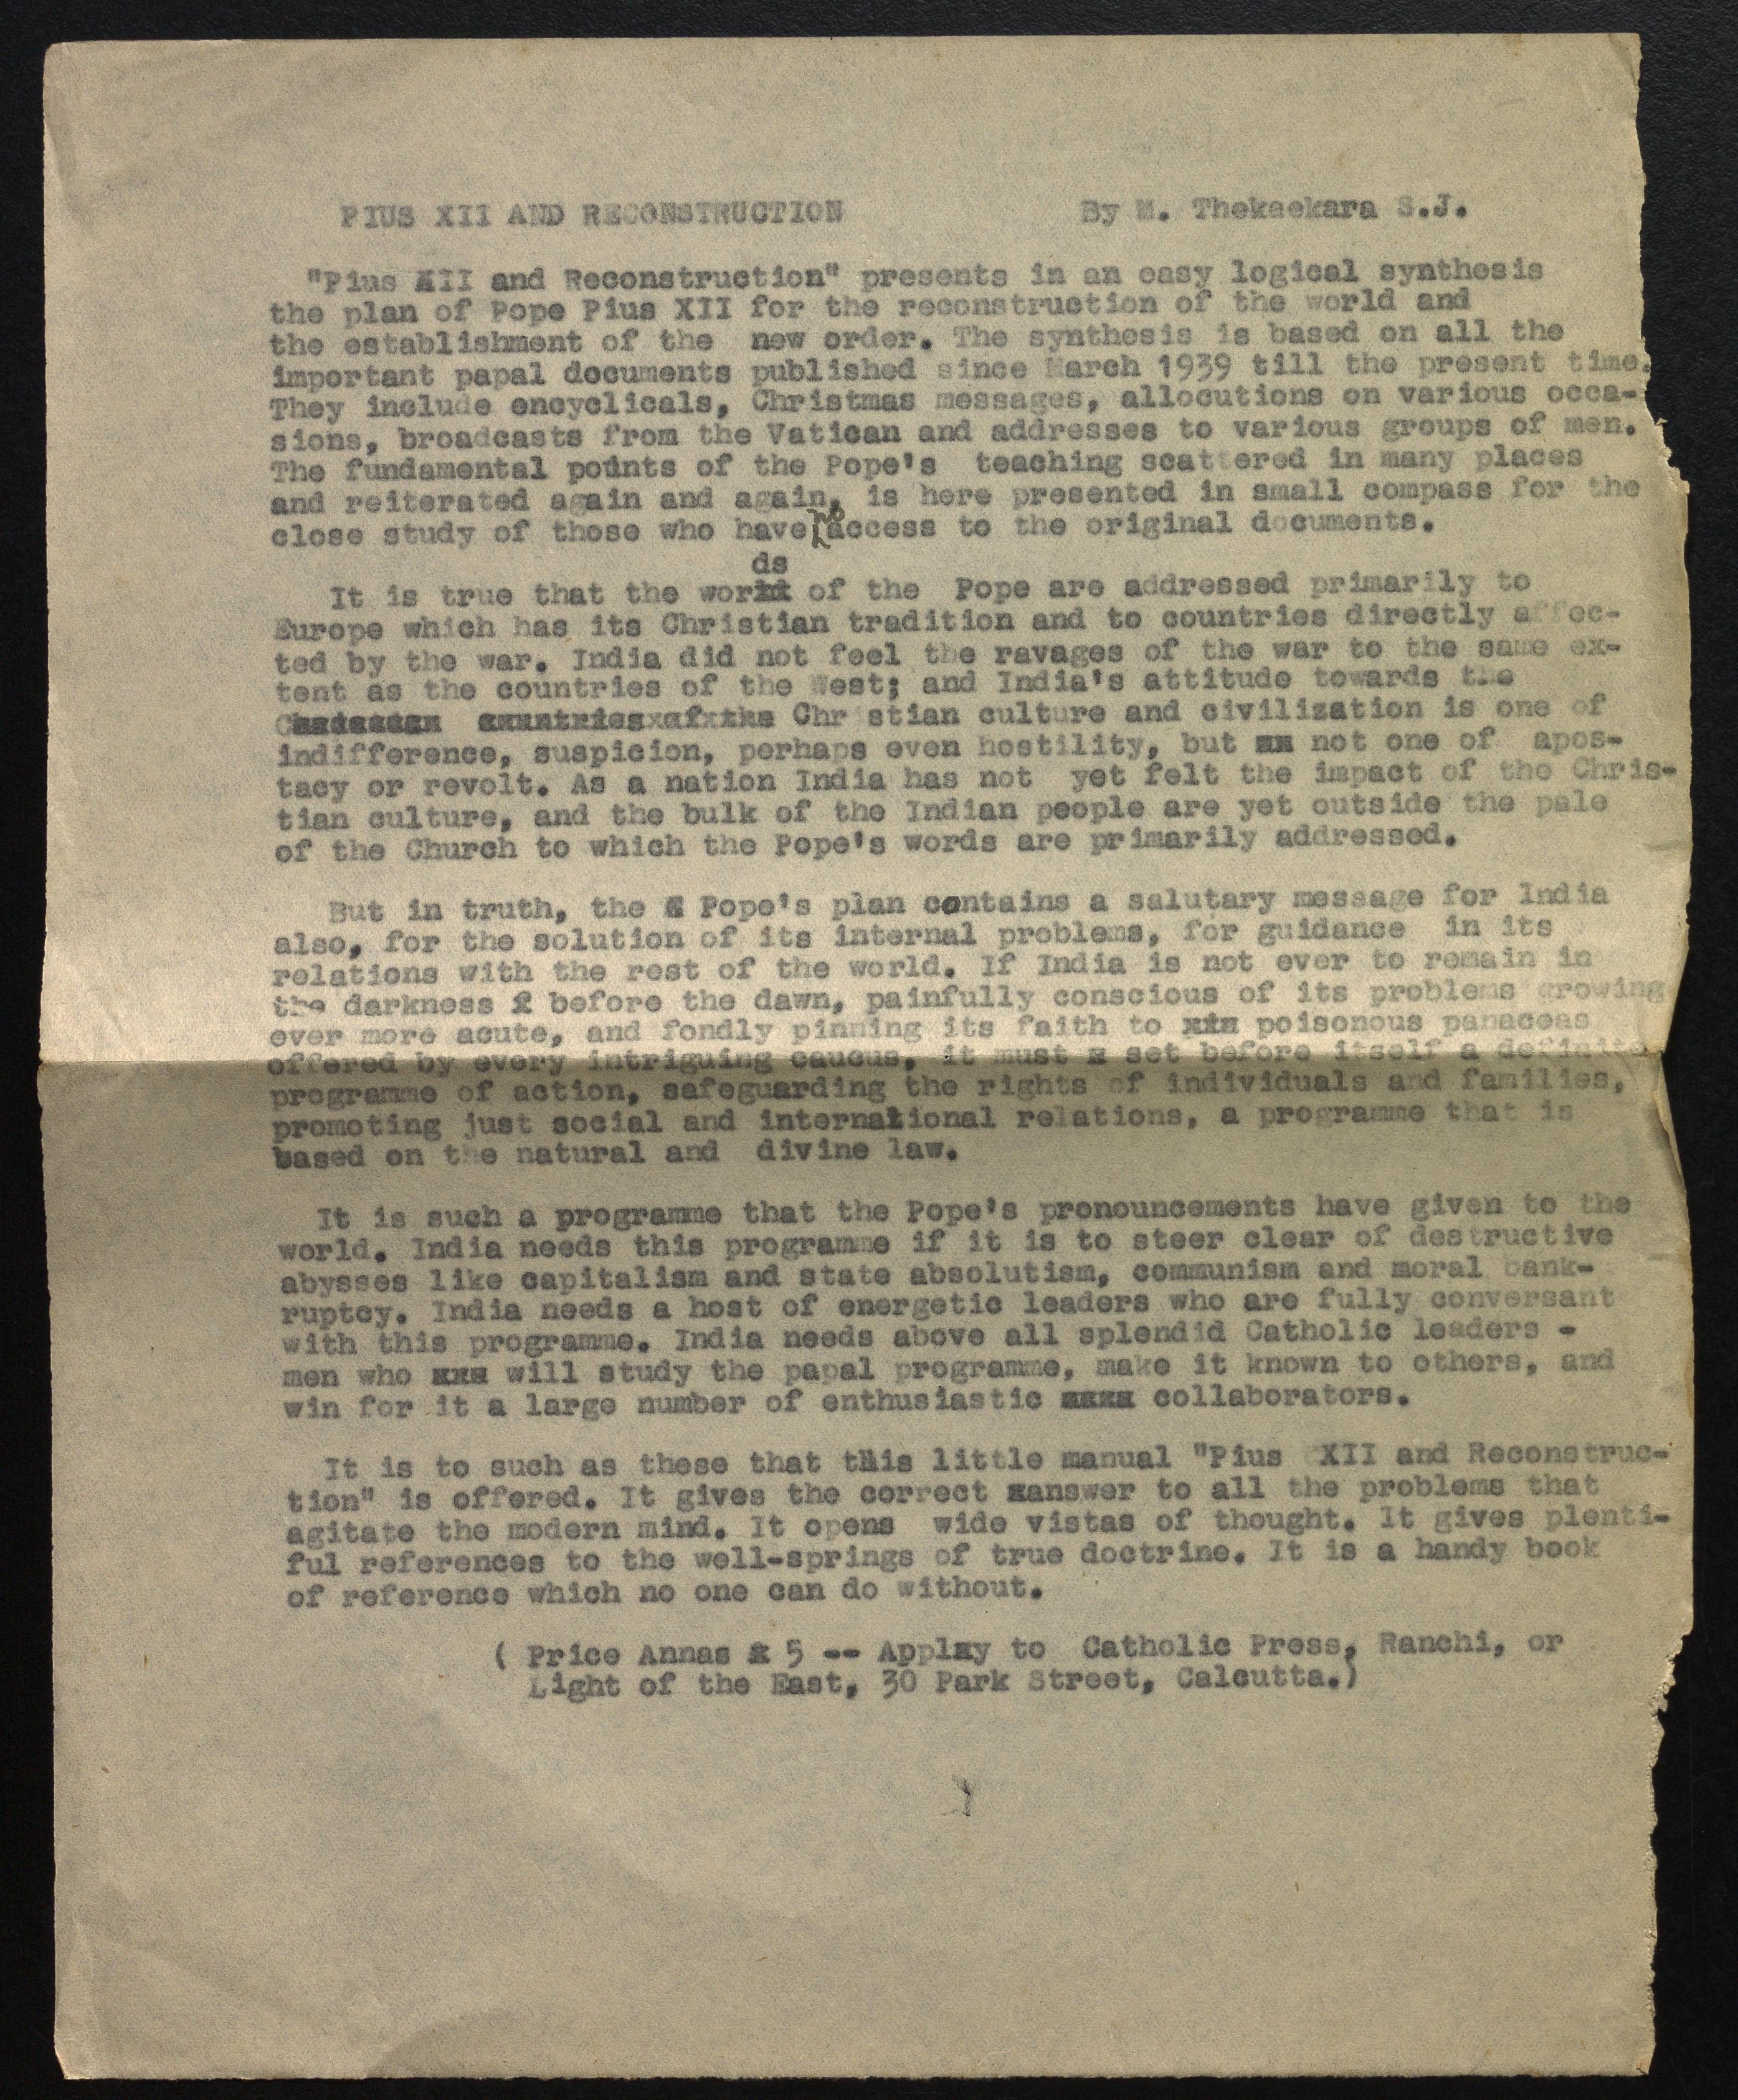 PIUS XII AND RECONSTRUCTION By M. Thekaekara S.J.
"Pius XII and Reconstruction" presents in an easy logical synthesis
the plan of Pope Pius XII for the reconstruction of the world and
the establishment of the new order. The synthesis is based on all the
important papal documents published since March 1939 till the present time.
They include encyclicals, Christmas messages, allocutions on various occa-
sions, broadcasts from the Vatican and addresses to various groups of men.
The fundamental points of the Pope's teaching scattered in many places
and reiterated again and again, is here presented in small compass for the
close study of those who have no access to the original documents.
It is true that the words of the Pope are addressed primarily to
Europe which has its Christian tradition and to countries directly affec-
ted by the war. India did not feel the ravages of the war to the same ex-
tent as the countries of the West; and India's attitude towards the
Christian culture and civilization is one of
indifference, suspicion, perhaps even hostility, but not one of apos-
tacy or revolt. As a nation India has not yet felt the impact of the Chris-
tian culture, and the bulk of the Indian people are yet outside the pale
of the Church to which the Pope's words are primarily addressed.
But in truth, the Pope's plan contains a salutary message for India
also, for the solution of its internal problems, for guidance in its
relations with the rest of the world. If India is not ever to remain in
the darkness before the dawn, painfully conscious of its problems growing
ever more acute, and fondly pinning its faith to poisonous panaceas
offered by every intriguing caucus, it must set before itself a definite
programme of action, safeguarding the rights of individuals and families,
promoting just social and international relations, a programme that is
based on the natural and divine law.
It is such a programme that the Pope's pronouncements have given to the
world. India needs this programme if it is to steer clear of destructive
abysses like capitalism and state absolutism, communism and moral bank-
ruptcy. India needs a host of energetic leaders who are fully conversant
with this programme. India needs above all splendid Catholic leaders -
men who will study the papal programme, make it known to others, and
win for it a large number of enthusiastic collaborators.
It is to such as these that this little manual "Pius XII and Reconstruc-
tion" is offered. It gives the correct answer to all the problems that
agitate the modern mind. It opens wide vistas of thought. It gives plenti-
ful references to the well-springs of true doctrine. It is a handy book
of reference which no one can do without.
( Price Annas 5 -- Apply to Catholic Press, Ranchi, or
Light of the East, 30 Park Street, Calcutta.)